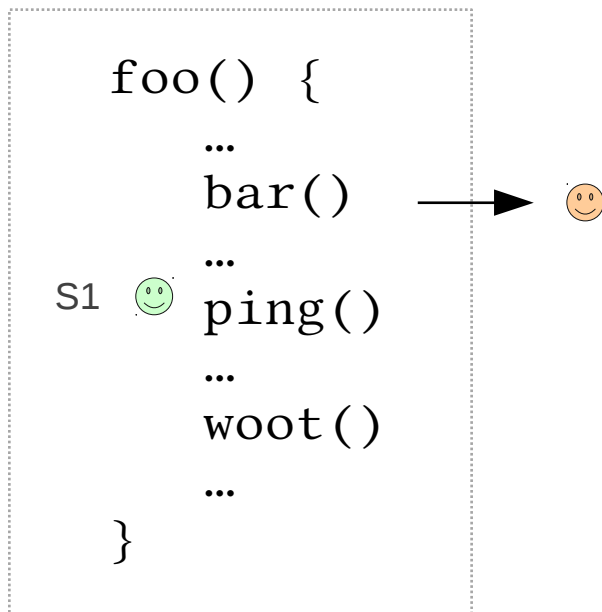 foo() {
…
bar()
…
S1 ping()
…
woot()
…
}